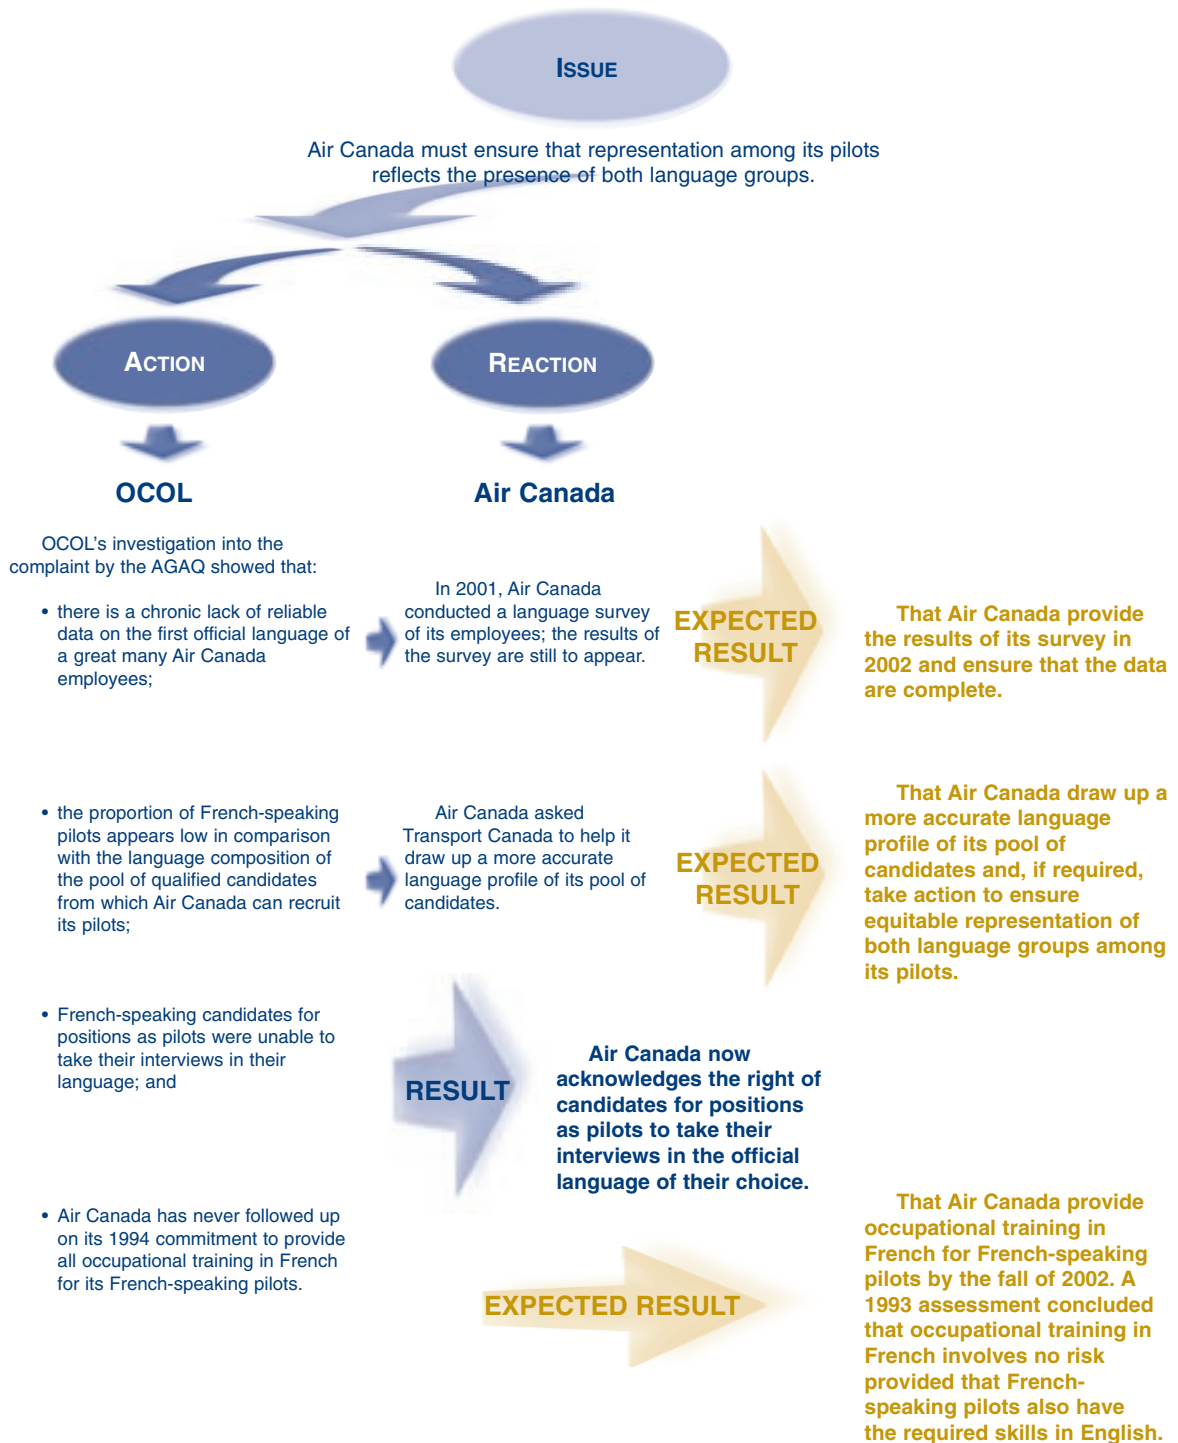 ISSUE
Air Canada must ensure that representation among its pilots
reflects the presence of both language groups.
ACTION
REACTION
OCOL
Air Canada
OCOL's investigation into the
complaint by the AGAQ showed that:
• there is a chronic lack of reliable
data on the first official language of
a great many Air Canada
employees;
In 2001, Air Canada
conducted a language survey
of its employees; the results of
the survey are still to appear.
EXPECTED
RESULT
That Air Canada provide
the results of its survey in
2002 and ensure that the data
are complete.
• the proportion of French-speaking
pilots appears low in comparison
with the language composition of
the pool of qualified candidates
from which Air Canada can recruit
its pilots;
Air Canada asked
Transport Canada to help it
draw up a more accurate
language profile of its pool of
candidates.
EXPECTED
RESULT
That Air Canada draw up a
more accurate language
profile of its pool of
candidates and, if required,
take action to ensure
equitable representation of
both language groups among
its pilots.
• French-speaking candidates for
positions as pilots were unable to
take their interviews in their
language; and
RESULT
Air Canada now
acknowledges the right of
candidates for positions
as pilots to take their
interviews in the official
language of their choice.
• Air Canada has never followed up
on its 1994 commitment to provide
all occupational training in French
for its French-speaking pilots.
EXPECTED RESULT
That Air Canada provide
occupational training in
French for French-speaking
pilots by the fall of 2002. A
1993 assessment concluded
that occupational training in
French involves no risk
provided that French-
speaking pilots also have
the required skills in English.